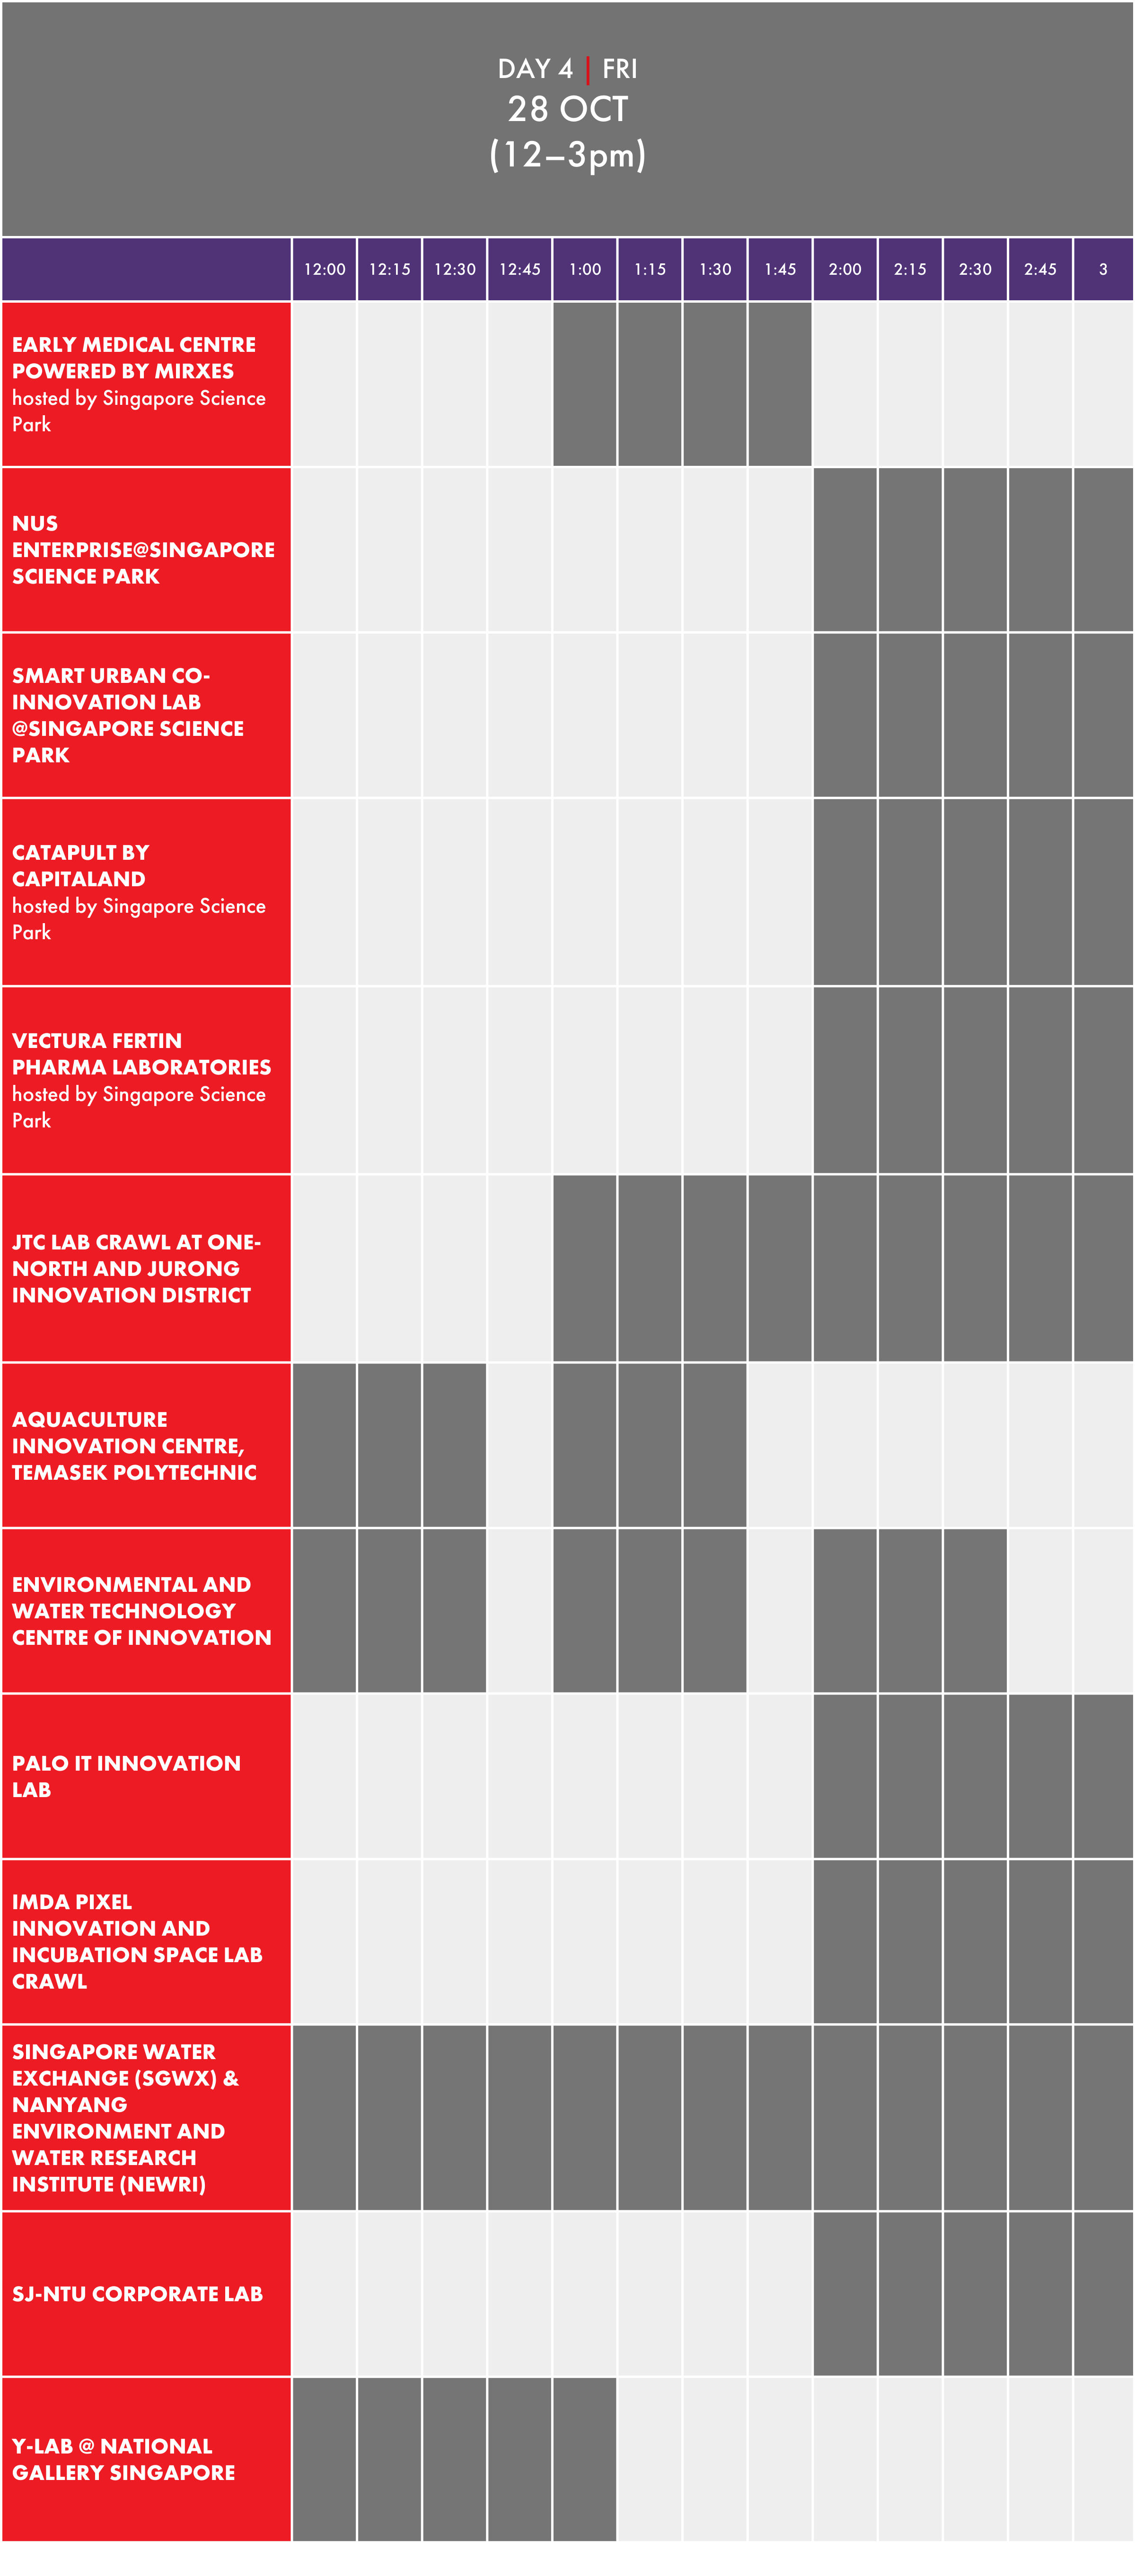 DAY 4 | FRI
28 OCT
(12–3pm)
12:00 12:15 12:30 12:45 1:00 1:15 1:30 1:45 2:00 2:15 2:30 2:45 3
EARLY MEDICAL CENTRE
POWERED BY MIRXES
hosted by Singapore Science
Park
NUS
ENTERPRISE@SINGAPORE
SCIENCE PARK
SMART URBAN CO-
INNOVATION LAB
@SINGAPORE SCIENCE
PARK
CATAPULT BY
CAPITALAND
hosted by Singapore Science
Park
VECTURA FERTIN
PHARMA LABORATORIES
hosted by Singapore Science
Park
JTC LAB CRAWL AT ONE-
NORTH AND JURONG
INNOVATION DISTRICT
AQUACULTURE
INNOVATION CENTRE,
TEMASEK POLYTECHNIC
ENVIRONMENTAL AND
WATER TECHNOLOGY
CENTRE OF INNOVATION
PALO IT INNOVATION
LAB
IMDA PIXEL
INNOVATION AND
INCUBATION SPACE LAB
CRAWL
SINGAPORE WATER
EXCHANGE (SGWX) &
NANYANG
ENVIRONMENT AND
WATER RESEARCH
INSTITUTE (NEWRI)
SJ-NTU CORPORATE LAB
Y-LAB @ NATIONAL
GALLERY SINGAPORE